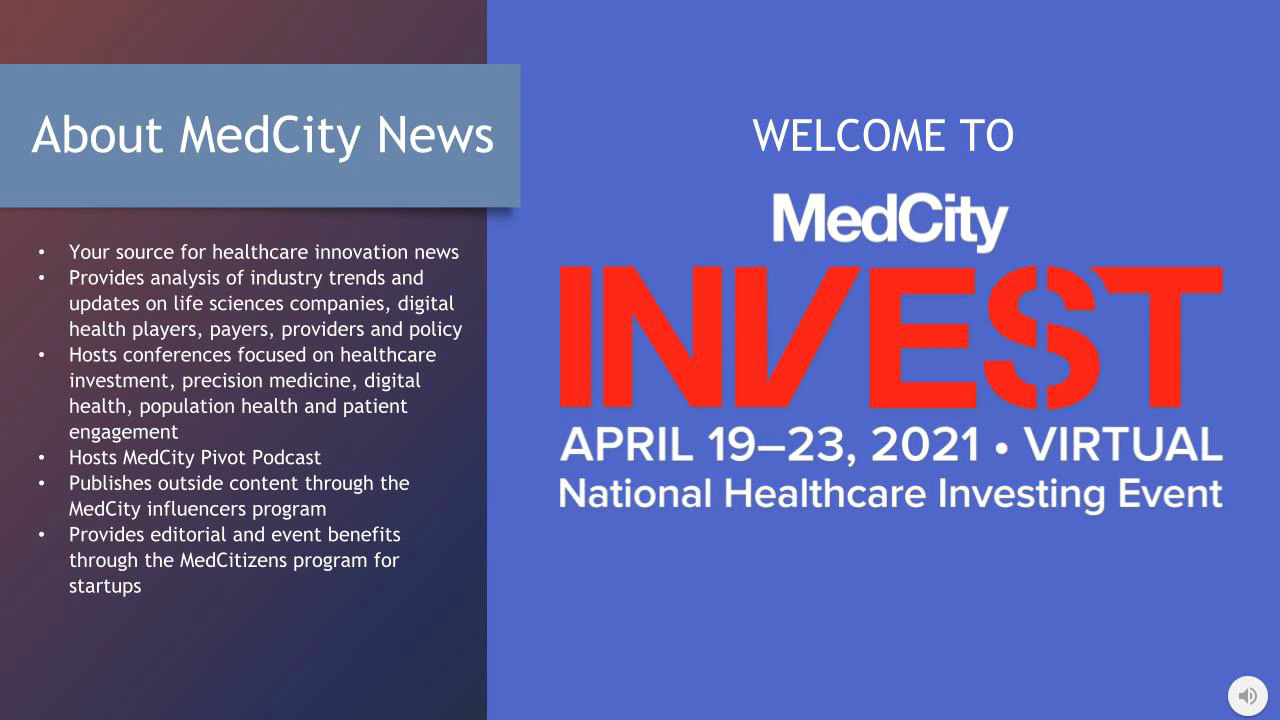 About MedCity News
• Your source for healthcare innovation news
• Provides analysis of industry trends and
updates on life sciences companies, digital
health players, payers, providers and policy
• Hosts conferences focused on healthcare
investment, precision medicine, digital
health, population health and patient
engagement
• Hosts MedCity Pivot Podcast
• Publishes outside content through the
MedCity influencers program
• Provides editorial and event benefits
through the MedCitizens program for
startups
WELCOME TO
MedCity
INVEST
APRIL 19–23, 2021 • VIRTUAL
National Healthcare Investing Event